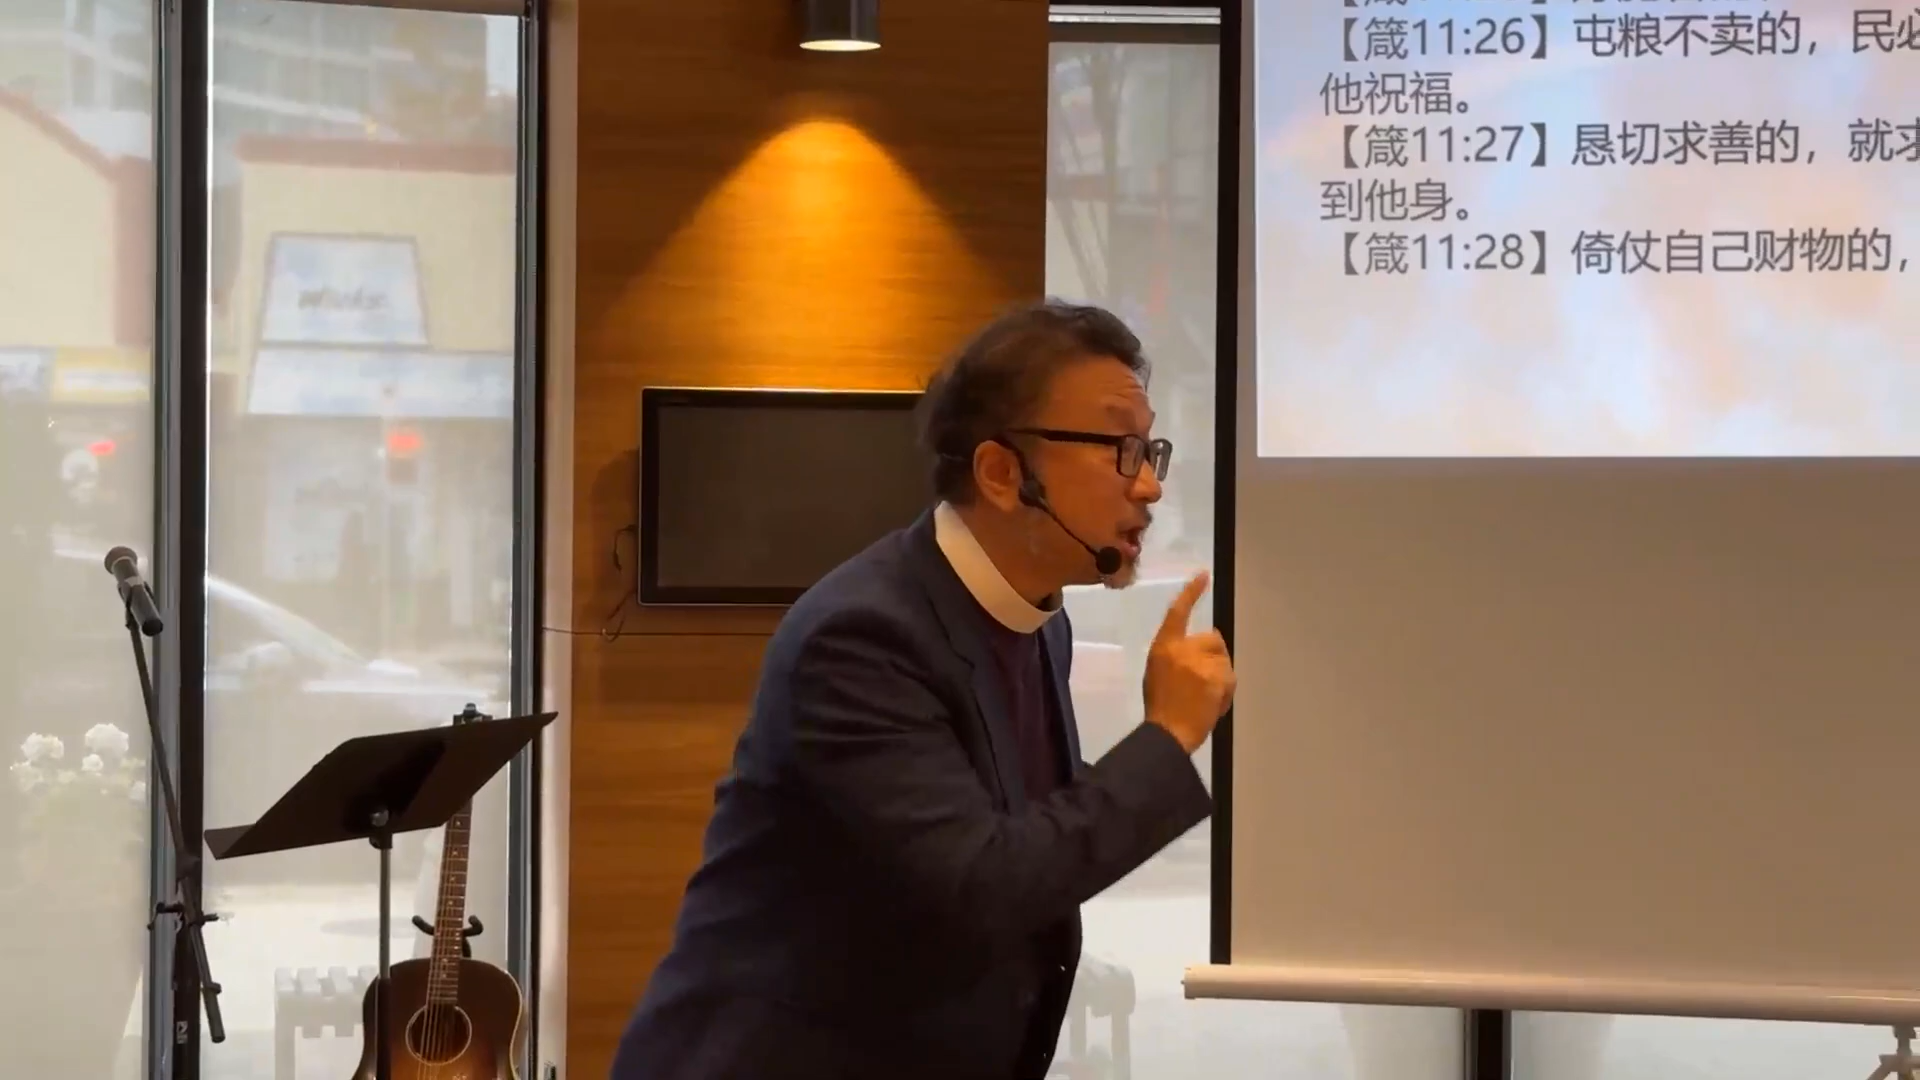 【箴11:26】屯粮不卖的，民必
他祝福。
【箴11:27】恳切求善的，就求
到他身。
【箴11:28】倚仗自己财物的，